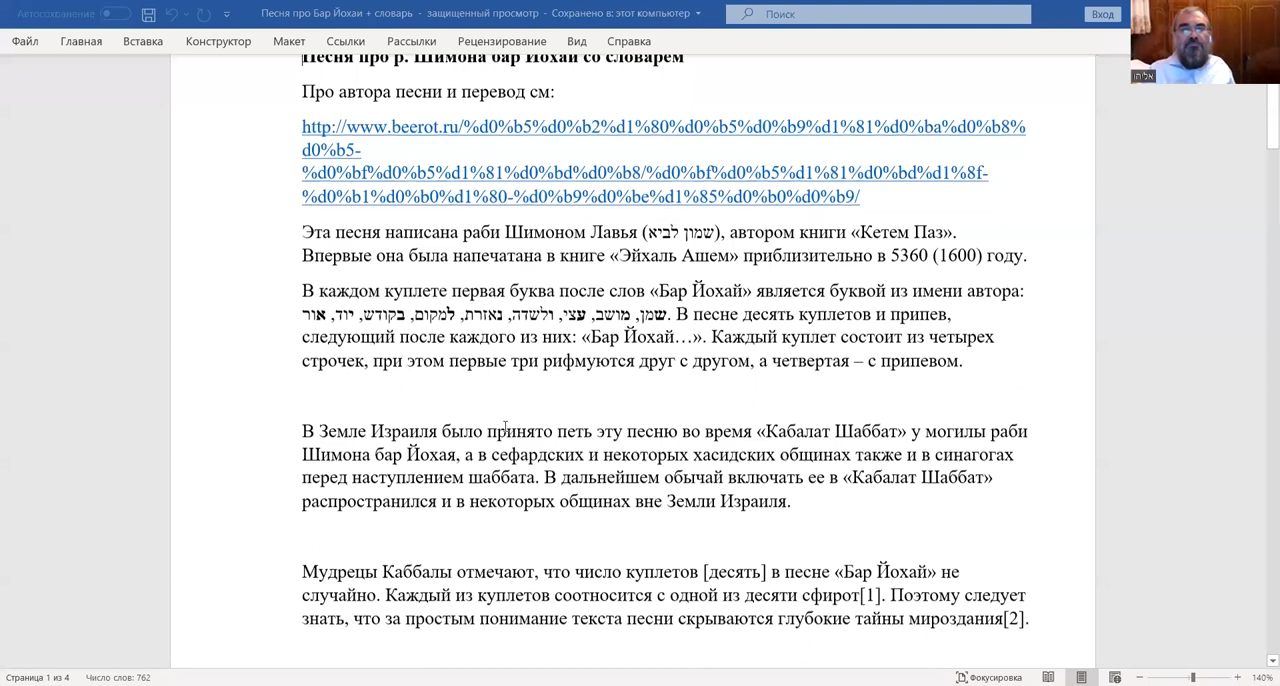 Автосохранение
Песня про Бар Йохаи + словарь - защищенный просмотр - Сохранено в: этот компьютер
Поиск
Вход
Файл Главная Вставка Конструктор Макет Ссылки Рассылки Рецензирование Вид Справка
אליהו
Песня про р. Шимона бар Йохай со словарем
Про автора песни и перевод см:
http://www.beerot.ru/%d0%b5%d0%b2%d1%80%d0%b5%d0%b9%d1%81%d0%ba%d0%b8%
d0%b5-
%d0%bf%d0%b5%d1%81%d0%bd%d0%b8/%d0%bf%d0%b5%d1%81%d0%bd%d1%8f-
%d0%b1%d0%b0%d1%80-%d0%b9%d0%be%d1%85%d0%b0%d0%b9/
Эта песня написана раби Шимоном Лавья (שמון לביא), автором книги «Кетем Паз».
Впервые она была напечатана в книге «Эйхаль Ашем» приблизительно в 5360 (1600) году.
В каждом куплете первая буква после слов «Бар Йохай» является буквой из имени автора:
שמן, מושב, עצי, ולשדה, נאזרת, למקום, בקודש, יוד, אור. В песне десять куплетов и припев,
следующий после каждого из них: «Бар Йохай…». Каждый куплет состоит из четырех
строчек, при этом первые три рифмуются друг с другом, а четвертая – с припевом.
В Земле Израиля было принято петь эту песню во время «Кабалат Шаббат» у могилы раби
Шимона бар Йохая, а в сефардских и некоторых хасидских общинах также и в синагогах
перед наступлением шаббата. В дальнейшем обычай включать ее в «Кабалат Шаббат»
распространился и в некоторых общинах вне Земли Израиля.
Мудрецы Каббалы отмечают, что число куплетов [десять] в песне «Бар Йохай» не
случайно. Каждый из куплетов соотносится с одной из десяти сфирот[1]. Поэтому следует
знать, что за простым понимание текста песни скрываются глубокие тайны мироздания[2].
Страница 1 из 4 Число слов: 762 Фокусировка 140%